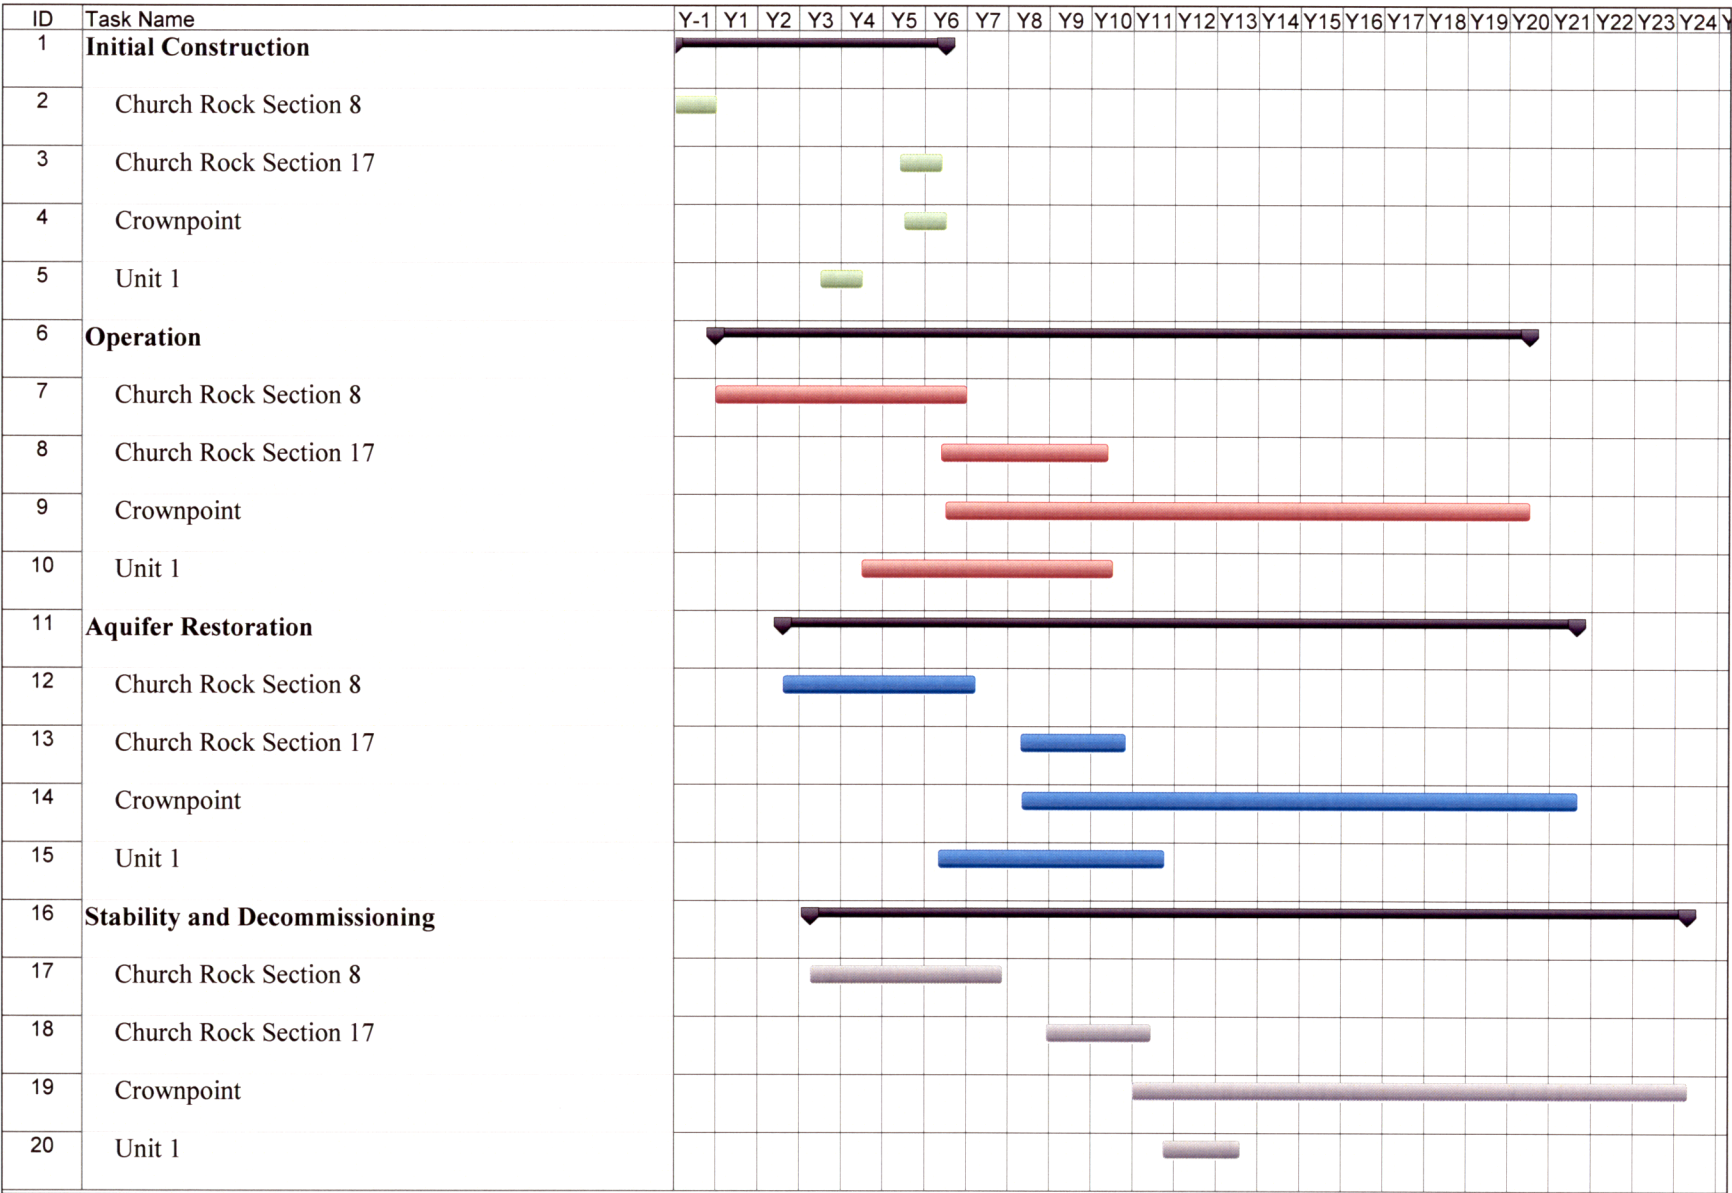 ID Task Name Y-1 Y1 Y2 Y3 Y4 Y5 Y6 Y7 Y8 Y9 Y10 Y11 Y12 Y13 Y14 Y15 Y16 Y17 Y18 Y19 Y20 Y21 Y22 Y23 Y24 Y
1 Initial Construction
2 Church Rock Section 8
3 Church Rock Section 17
4 Crownpoint
5 Unit 1
6 Operation
7 Church Rock Section 8
8 Church Rock Section 17
9 Crownpoint
10 Unit 1
11 Aquifer Restoration
12 Church Rock Section 8
13 Church Rock Section 17
14 Crownpoint
15 Unit 1
16 Stability and Decommissioning
17 Church Rock Section 8
18 Church Rock Section 17
19 Crownpoint
20 Unit 1